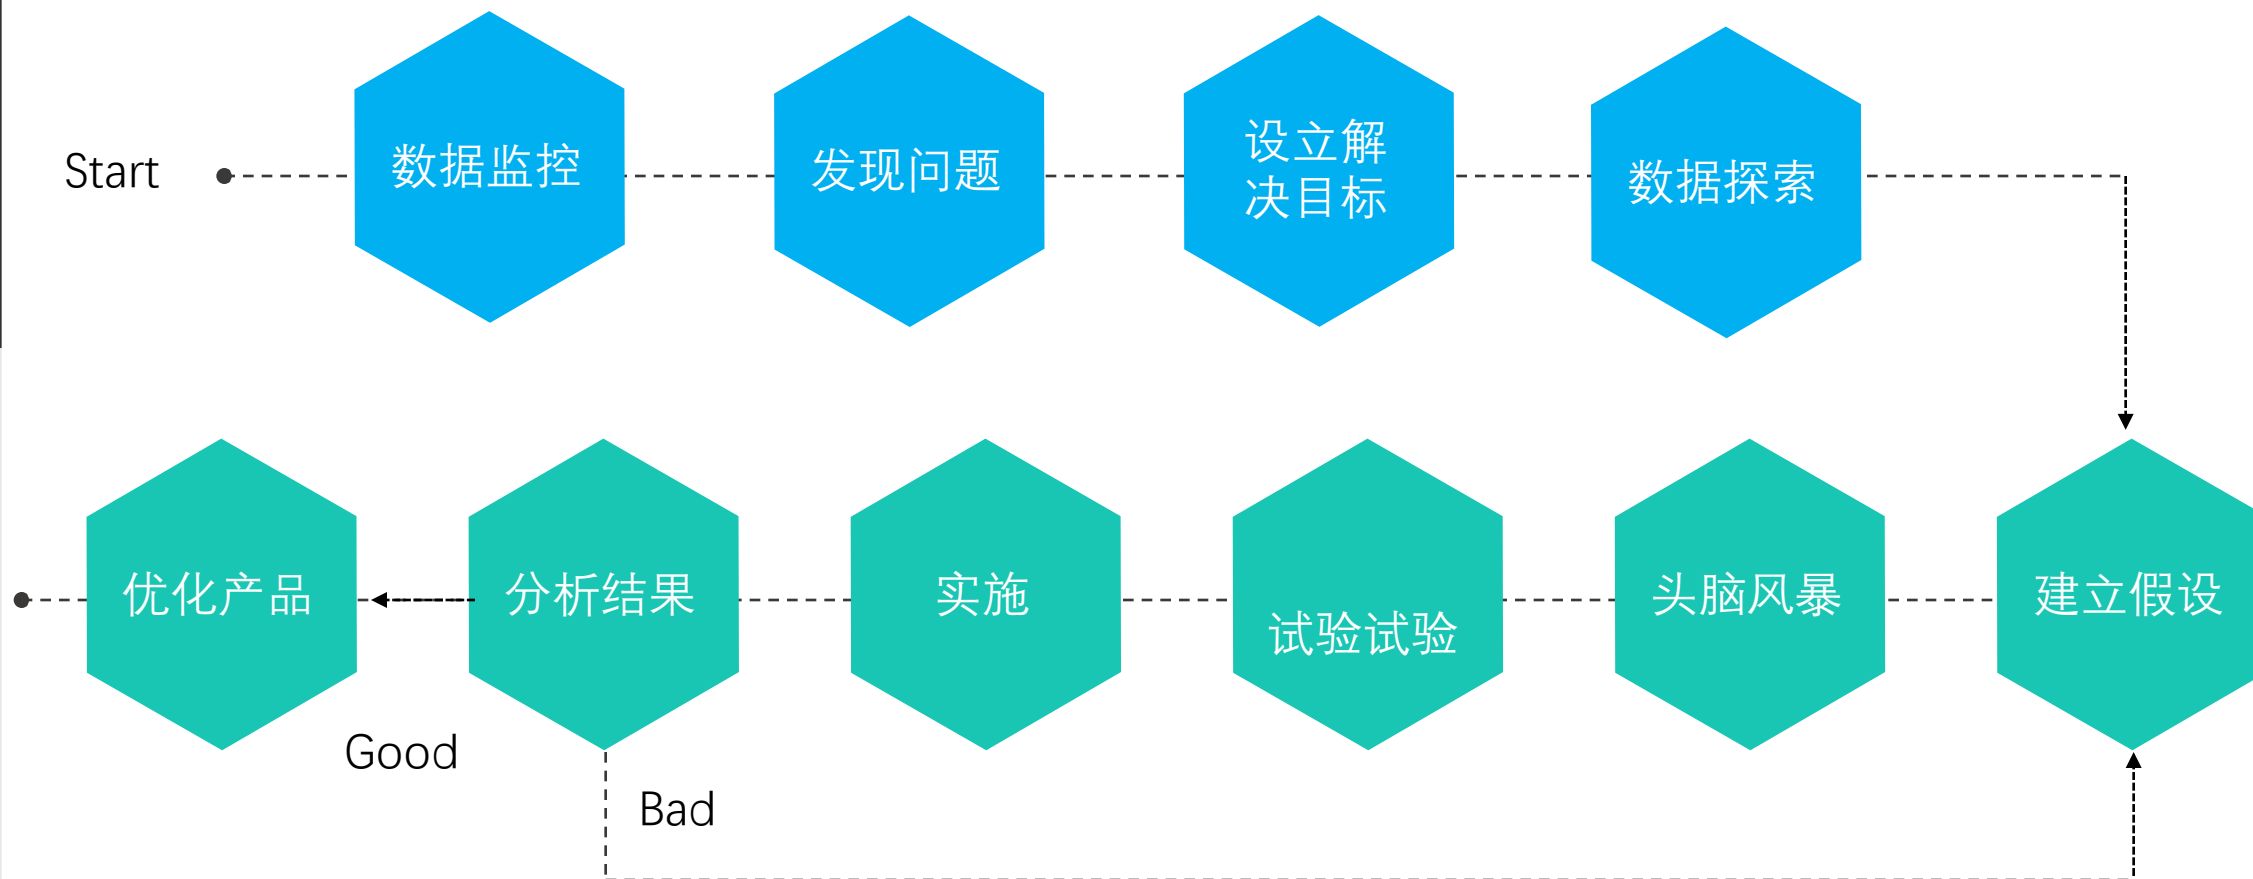 Start
数据监控
发现问题
设立解
决目标
数据探索
优化产品
分析结果
实施
试验试验
头脑风暴
建立假设
Good
Bad